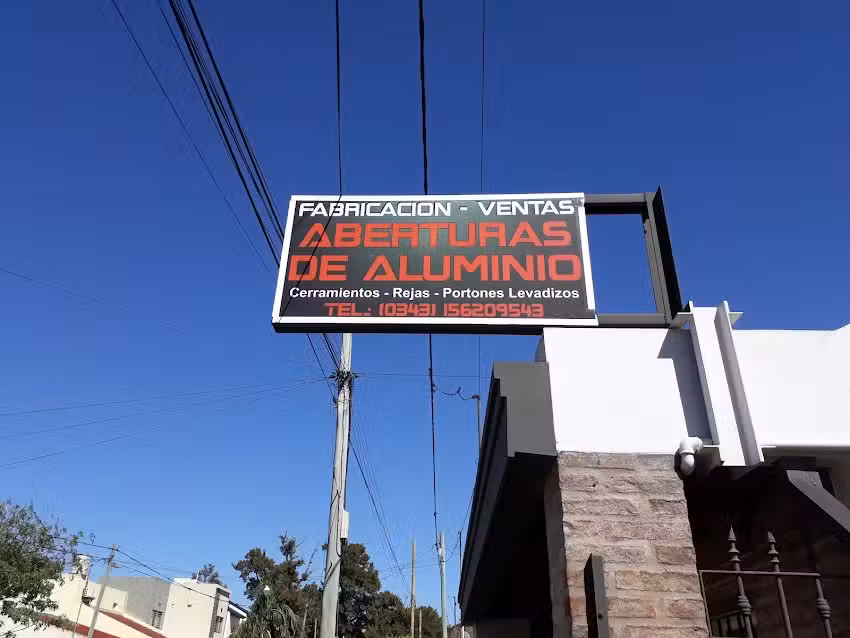 FABRICACION - VENTAS
ABERTURAS
DE ALUMINIO
Cerramientos - Rejas - Portones Levadizos
TEL.: (0343) 156209543